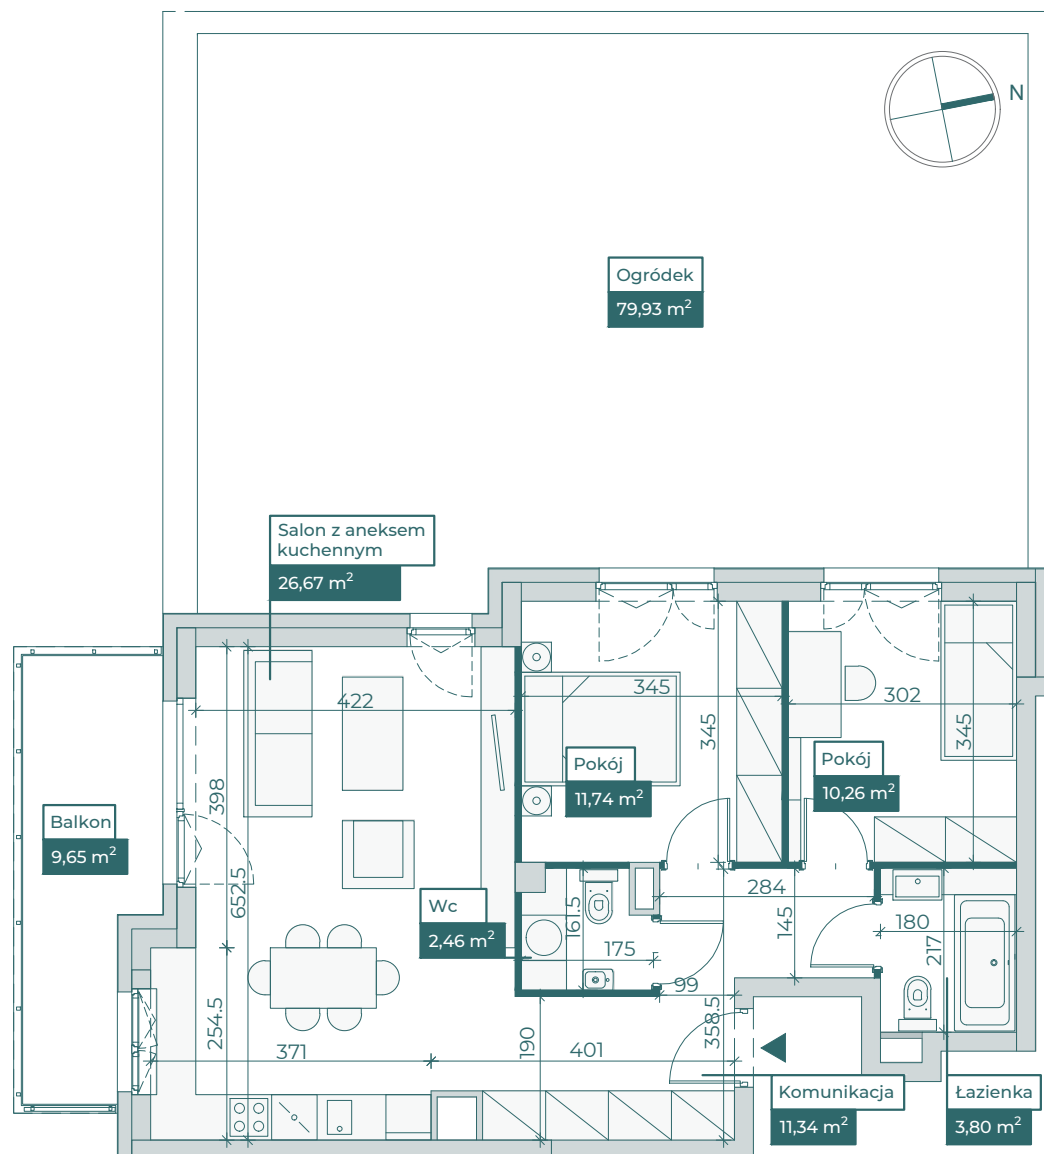 N
Ogródek
79,93 m²
Salon z aneksem
kuchennym
26,67 m²
422
345
345
302
345
Pokój
11,74 m²
Pokój
10,26 m²
398
652.5
Balkon
9,65 m²
Wc
2,46 m²
161.5
175
284
145
180
217
99
358.5
254.5
371
190
401
Komunikacja
11,34 m²
Łazienka
3,80 m²